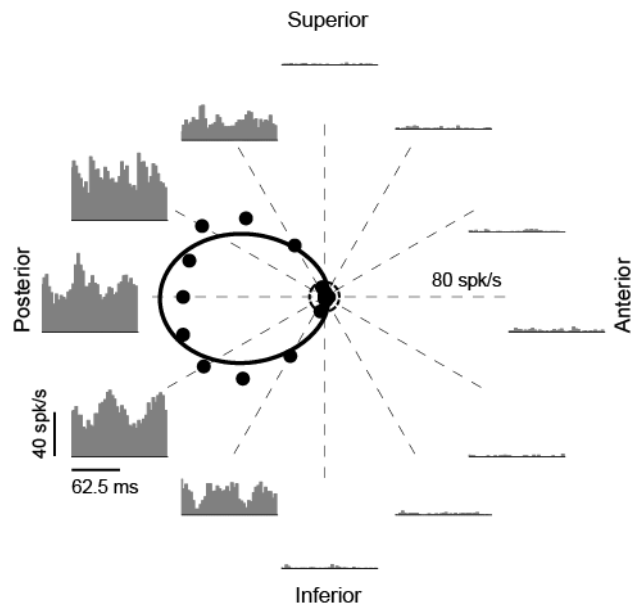 Superior
Posterior
80 spk/s
Anterior
40 spk/s
62.5 ms
Inferior